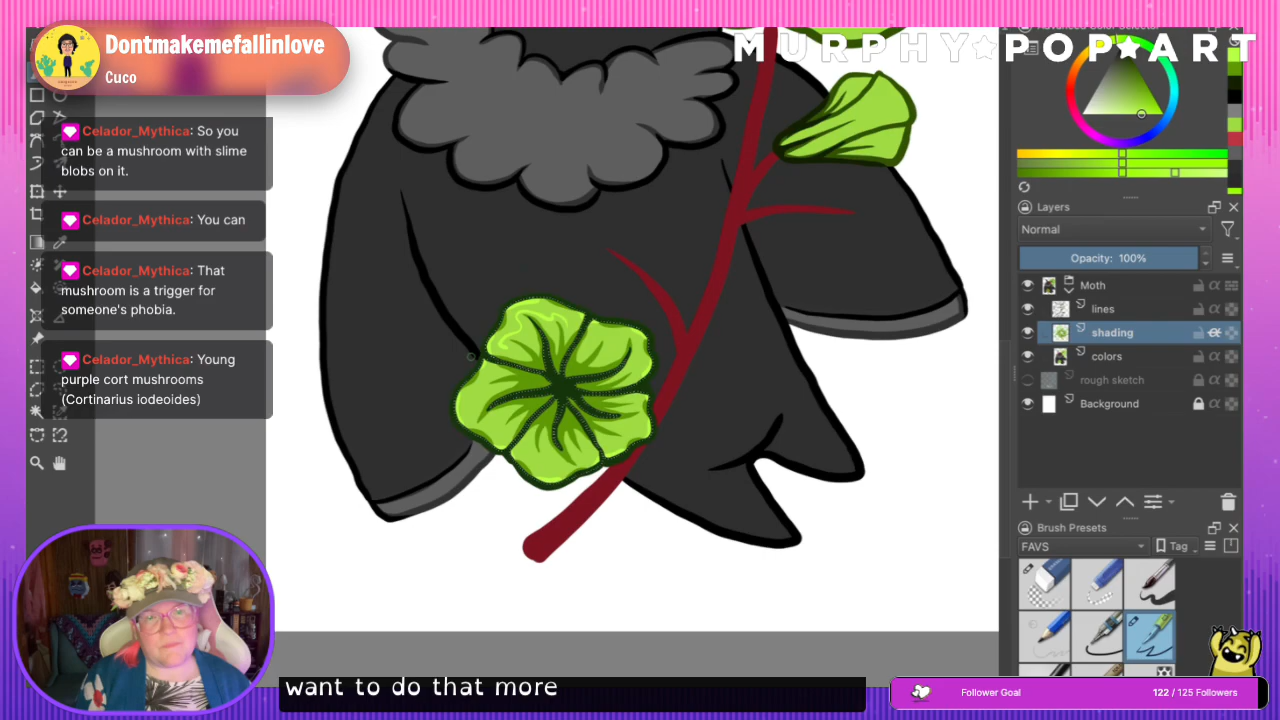 Dontmakemefallinlove
Cuco
MURPHY POP ART
Celador_Mythica: So you
can be a mushroom with slime
blobs on it.
Celador_Mythica: You can
Celador_Mythica: That
mushroom is a trigger for
someone's phobia.
Celador_Mythica: Young
purple cort mushrooms
(Cortinarius iodeoides)
Layers
Normal
Opacity: 100%
Moth
lines
shading
colors
rough sketch
Background
Brush Presets
FAVS
Tag
want to do that more
Follower Goal
122 / 125 Followers